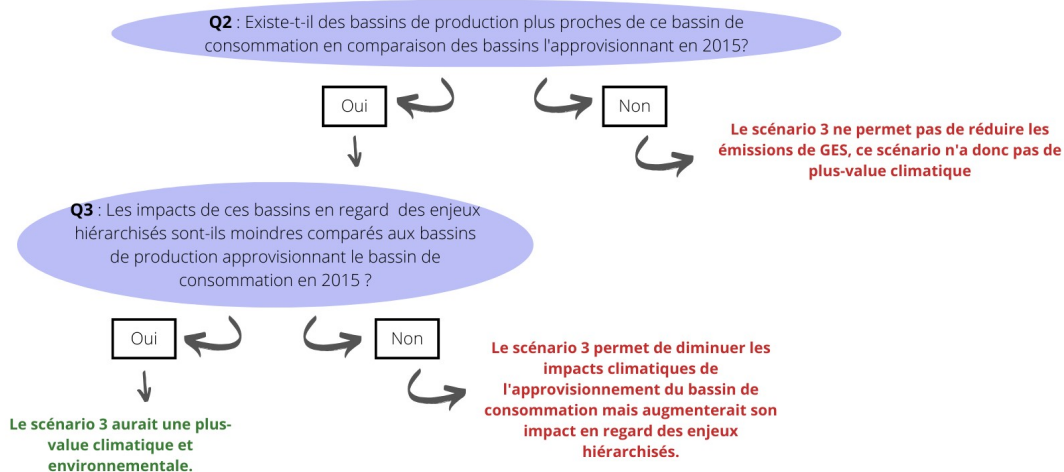 Q2 : Existe-t-il des bassins de production plus proches de ce bassin de
consommation en comparaison des bassins l'approvisionnant en 2015?
Oui
Non
Le scénario 3 ne permet pas de réduire les
émissions de GES, ce scénario n'a donc pas de
plus-value climatique
Q3 : Les impacts de ces bassins en regard des enjeux
hiérarchisés sont-ils moindres comparés aux bassins
de production approvisionnant le bassin de
consommation en 2015 ?
Oui
Non
Le scénario 3 permet de diminuer les
impacts climatiques de
l'approvisionnement du bassin de
consommation mais augmenterait son
impact en regard des enjeux
hiérarchisés.
Le scénario 3 aurait une plus-
value climatique et
environnementale.